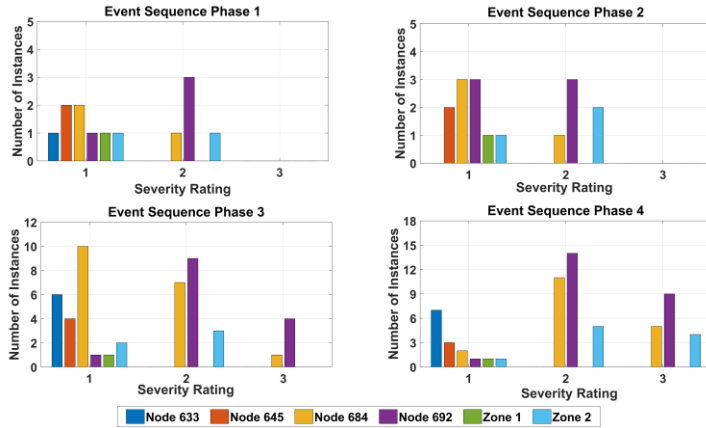 Event Sequence Phase 1
5
4
3
2
1
0
Number of Instances
1 2 3
Severity Rating
Event Sequence Phase 2
5
4
3
2
1
0
Number of Instances
1 2 3
Severity Rating
Event Sequence Phase 3
12
10
8
6
4
2
0
Number of Instances
1 2 3
Severity Rating
Event Sequence Phase 4
18
15
12
9
6
3
0
Number of Instances
1 2 3
Severity Rating
Node 633 Node 645 Node 684 Node 692 Zone 1 Zone 2